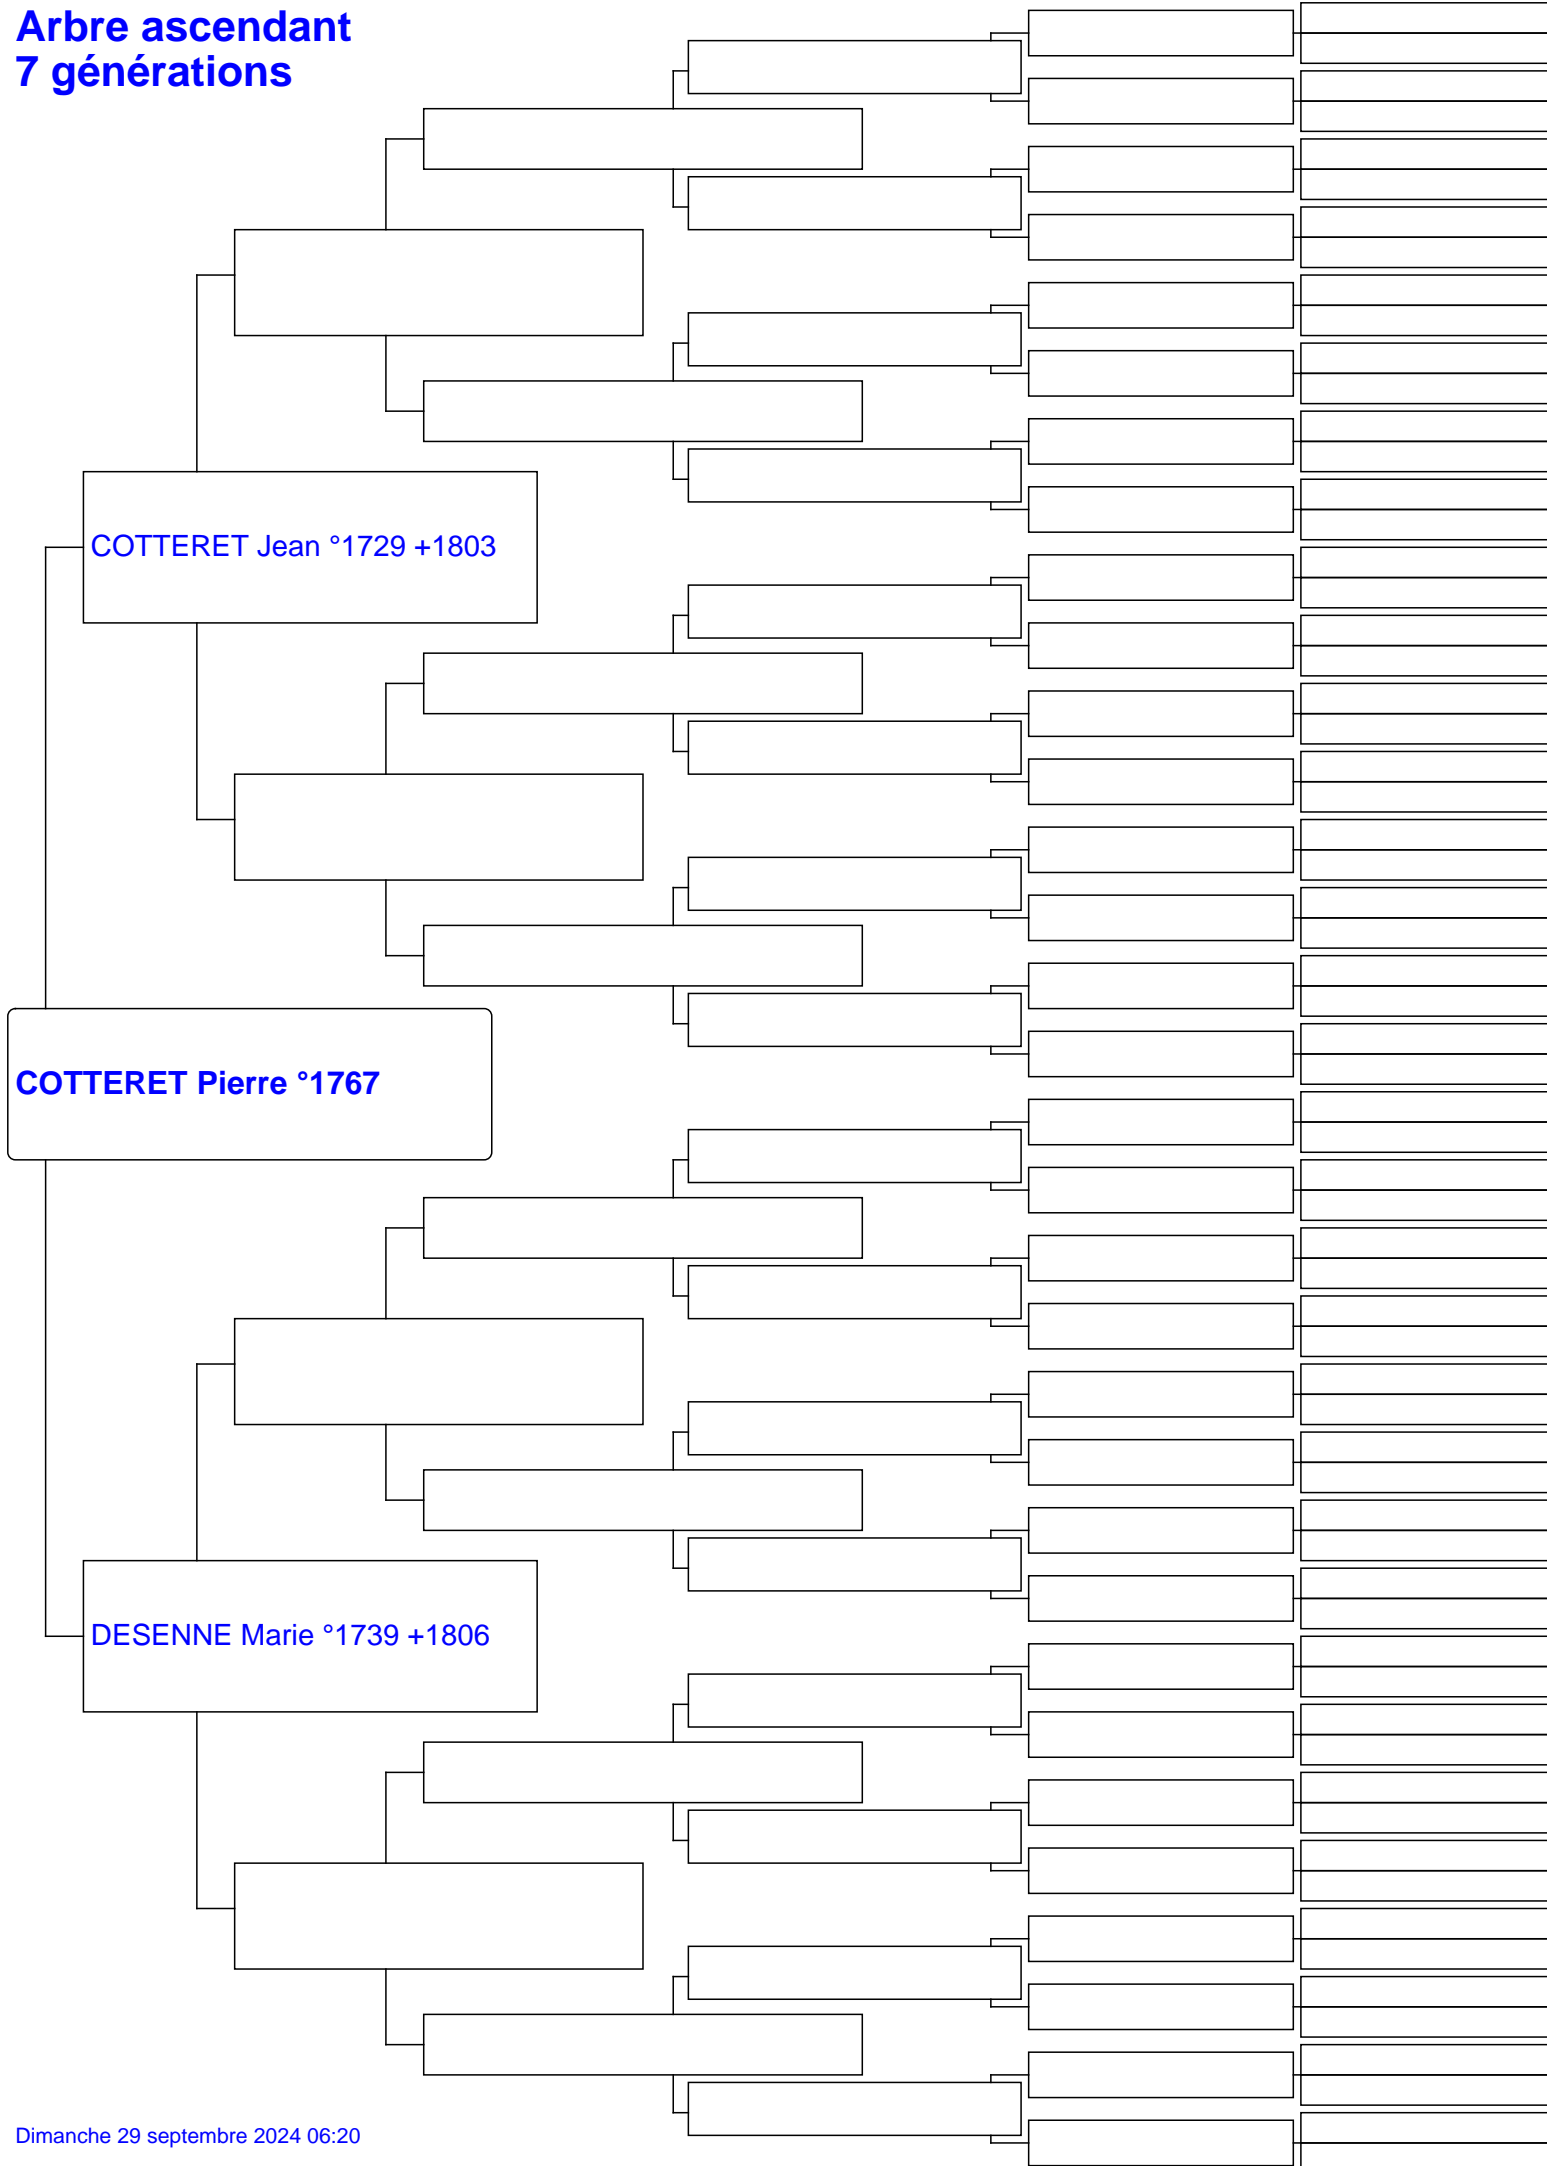 Arbre ascendant
7 générations
COTTERET Jean °1729 +1803
COTTERET Pierre °1767
DESENNE Marie °1739 +1806
Dimanche 29 septembre 2024 06:20